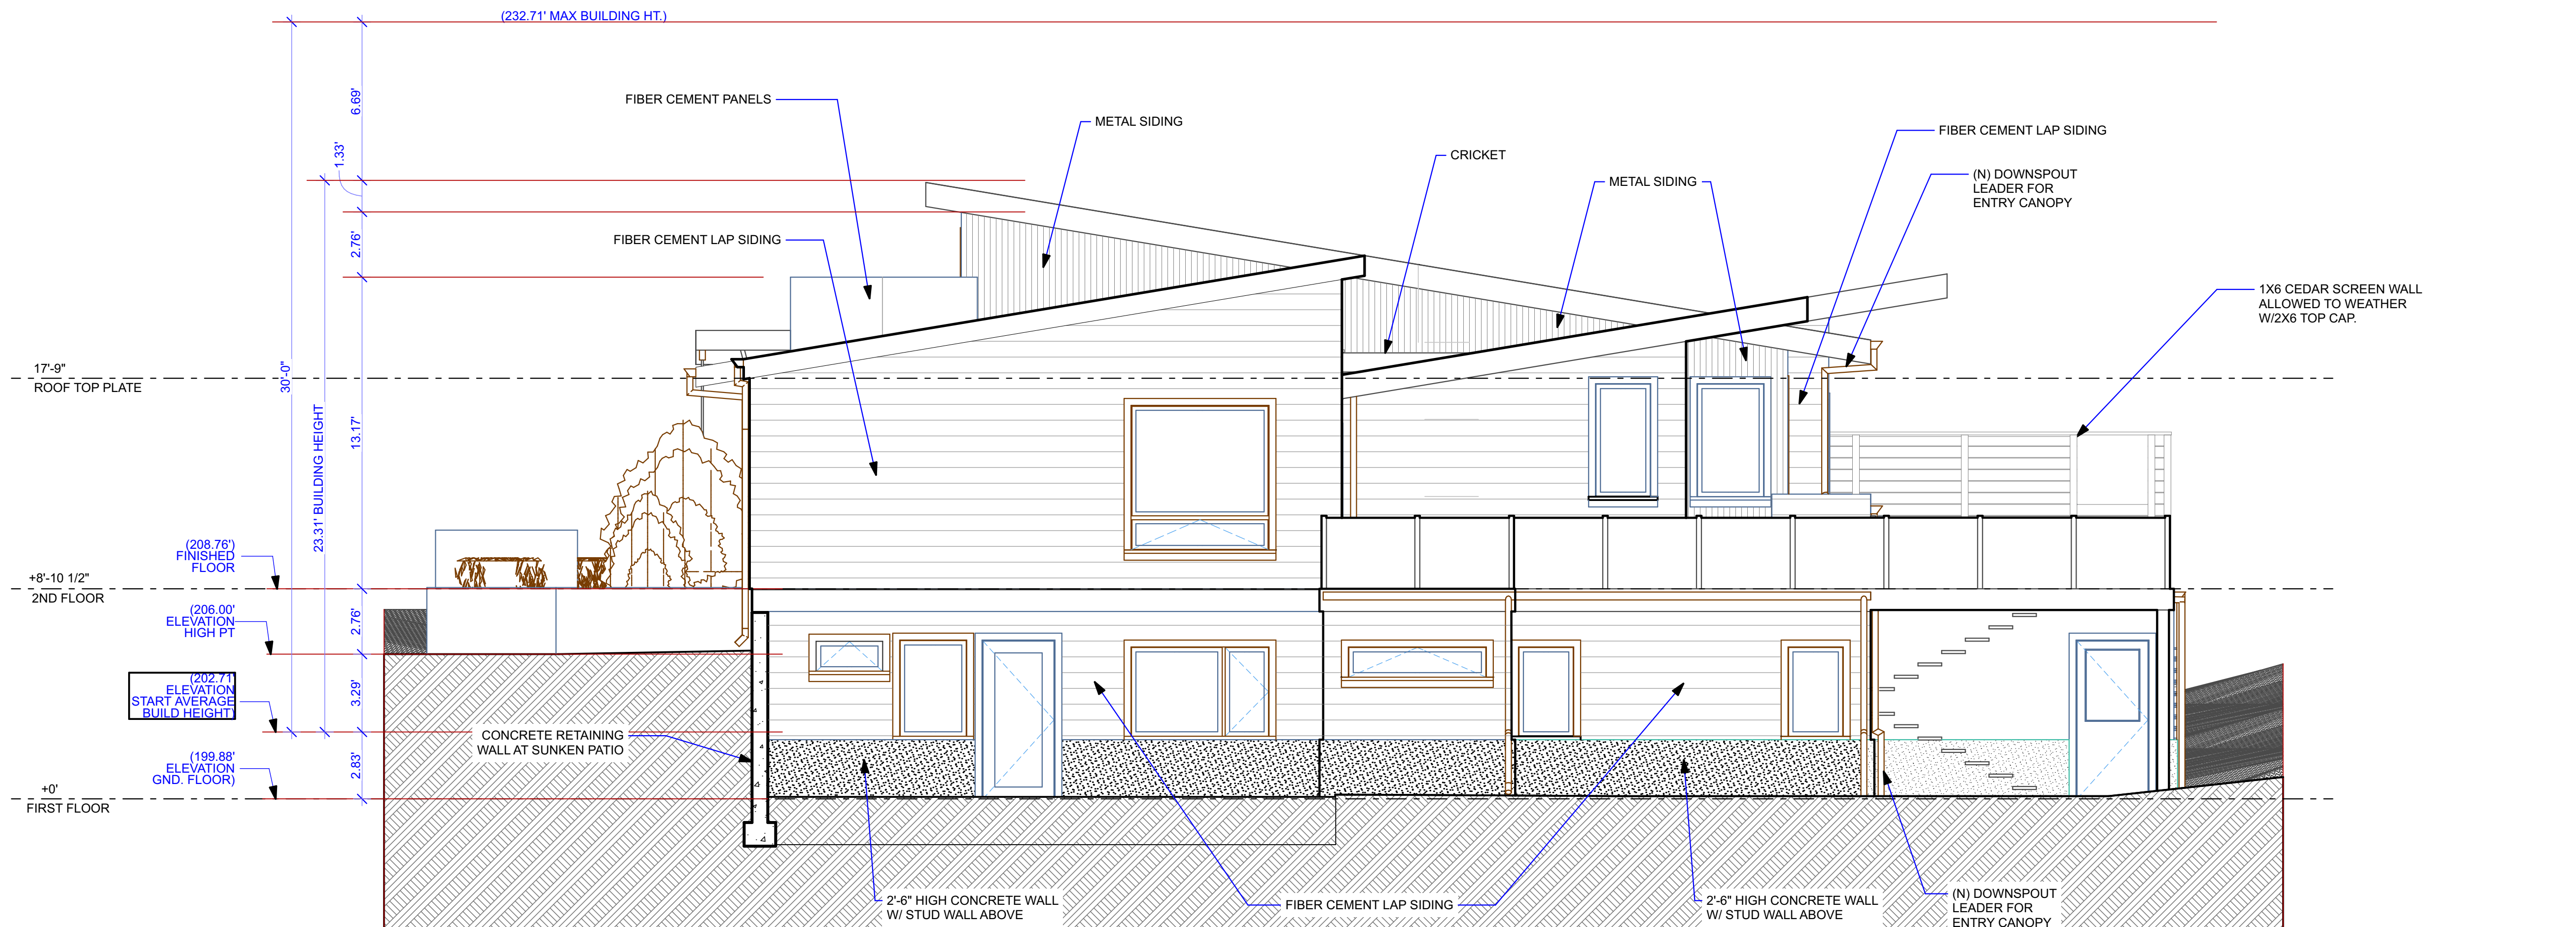 (232.71' MAX BUILDING HT.)
6.69'
FIBER CEMENT PANELS
METAL SIDING
FIBER CEMENT LAP SIDING
1.33'
CRICKET
(N) DOWNSPOUT
LEADER FOR
ENTRY CANOPY
METAL SIDING
FIBER CEMENT LAP SIDING
2.76'
1X6 CEDAR SCREEN WALL
ALLOWED TO WEATHER
W/2X6 TOP CAP.
17'-9"
ROOF TOP PLATE
30'-0"
13.17'
23.31' BUILDING HEIGHT
(208.76')
FINISHED
FLOOR
+8'-10 1/2"
2ND FLOOR
2.76'
(206.00'
ELEVATION
HIGH PT
(202.71'
ELEVATION
START AVERAGE
BUILD HEIGHT)
3.29'
CONCRETE RETAINING
WALL AT SUNKEN PATIO
(199.88'
ELEVATION
GND. FLOOR)
2.83'
+0'
FIRST FLOOR
2'-6" HIGH CONCRETE WALL
W/ STUD WALL ABOVE
FIBER CEMENT LAP SIDING
2'-6" HIGH CONCRETE WALL
W/ STUD WALL ABOVE
(N) DOWNSPOUT
LEADER FOR
ENTRY CANOPY